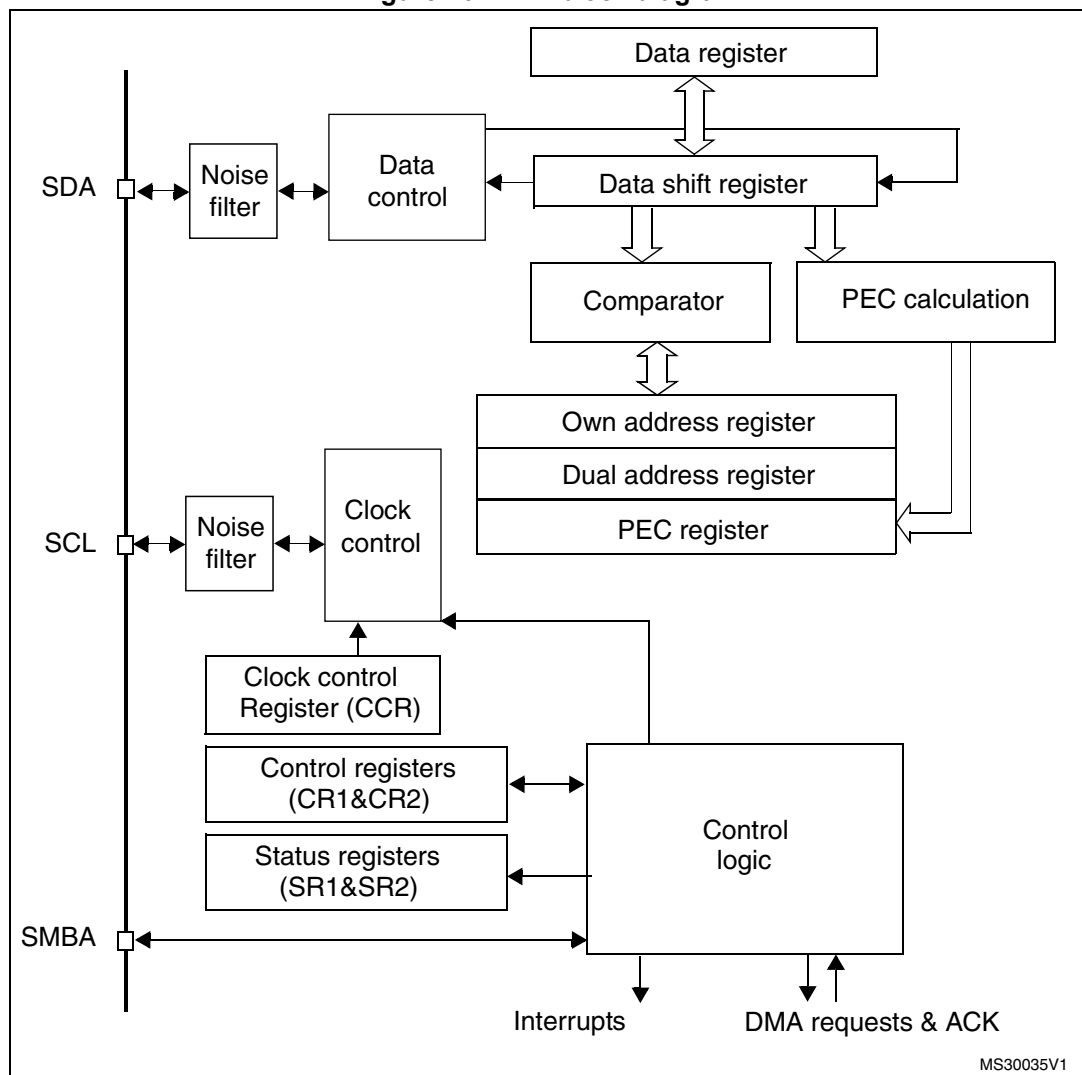 Data register
Data
control
Noise
filter
SDA
Data shift register
Comparator
PEC calculation
Own address register
Dual address register
PEC register
Clock
control
Noise
filter
SCL
Clock control
Register (CCR)
Control registers
(CR1&CR2)
Status registers
(SR1&SR2)
Control
logic
SMBA
Interrupts
DMA requests & ACK
MS30035V1